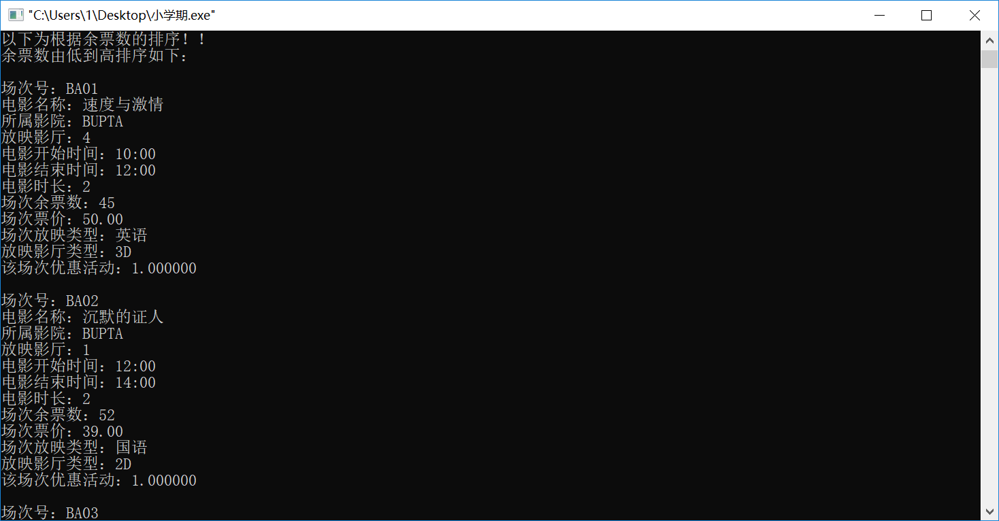 "C:\Users\1\Desktop\小学期.exe"
以下为根据余票数的排序！！
余票数由低到高排序如下：
场次号：BA01
电影名称：速度与激情
所属影院：BUPTA
放映影厅：4
电影开始时间：10:00
电影结束时间：12:00
电影时长：2
场次余票数：45
场次票价：50.00
场次放映类型：英语
放映影厅类型：3D
该场次优惠活动：1.000000
场次号：BA02
电影名称：沉默的证人
所属影院：BUPTA
放映影厅：1
电影开始时间：12:00
电影结束时间：14:00
电影时长：2
场次余票数：52
场次票价：39.00
场次放映类型：国语
放映影厅类型：2D
该场次优惠活动：1.000000
场次号：BA03